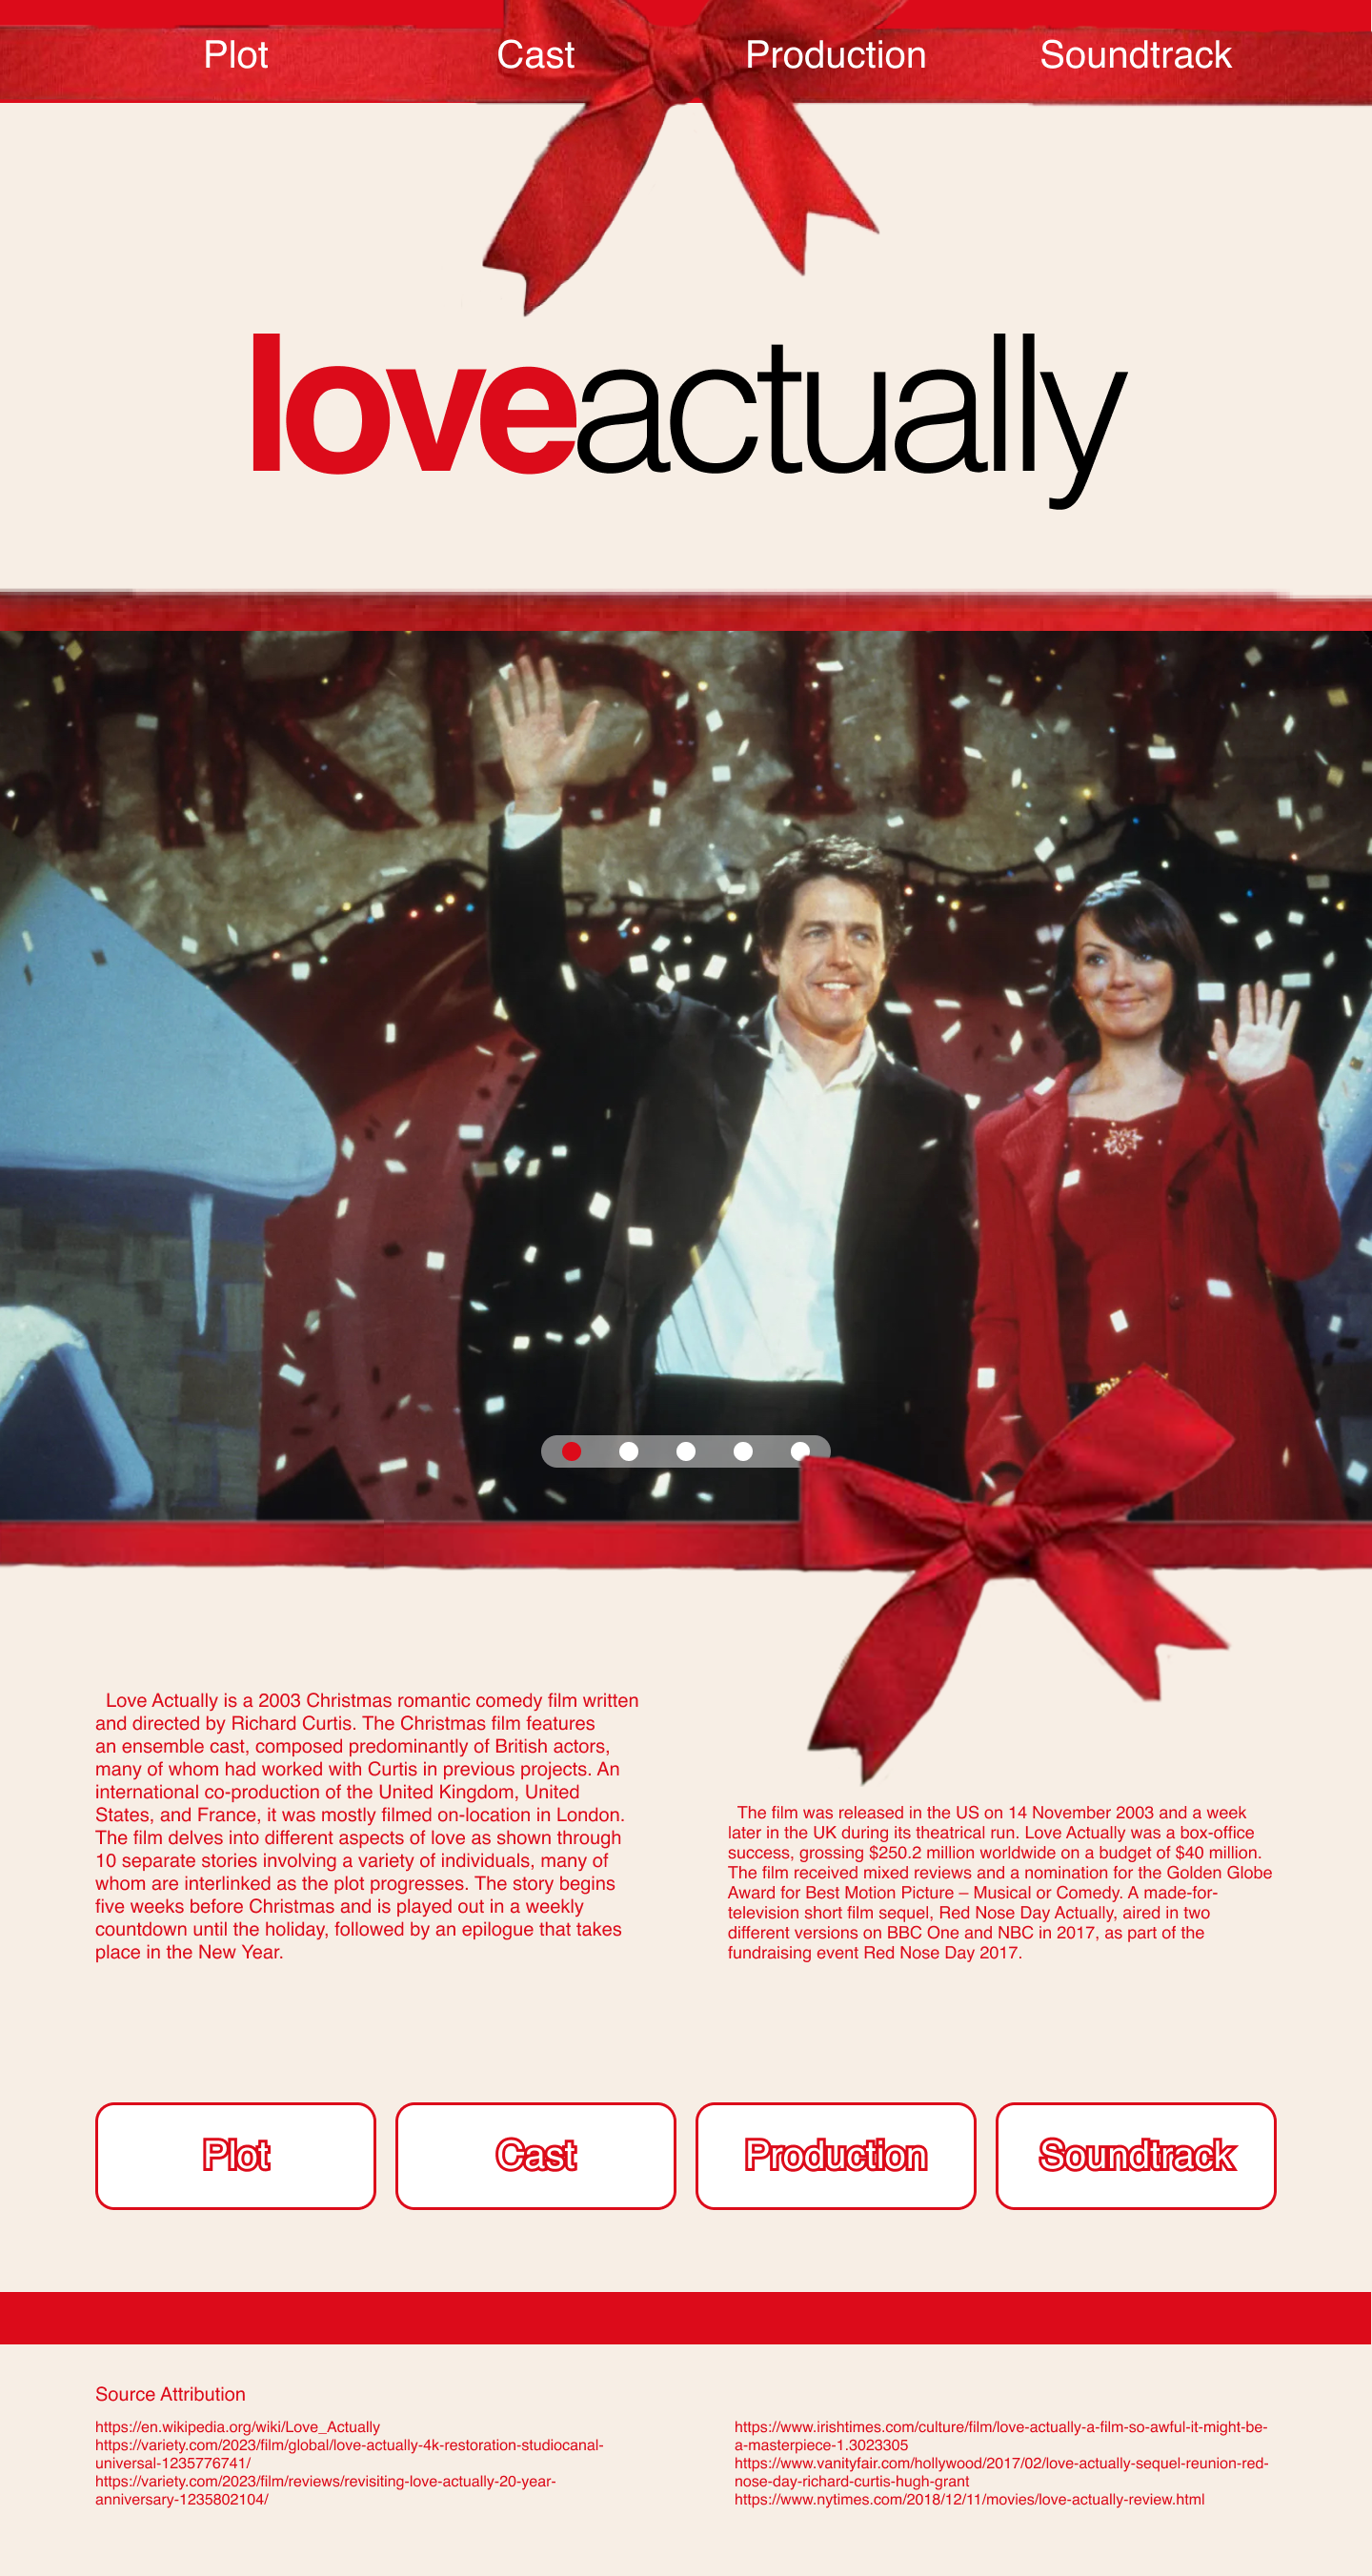 Plot Cast Production Soundtrack
loveactually
Love Actually is a 2003 Christmas romantic comedy film written
and directed by Richard Curtis. The Christmas film features
an ensemble cast, composed predominantly of British actors,
many of whom had worked with Curtis in previous projects. An
international co-production of the United Kingdom, United
States, and France, it was mostly filmed on-location in London.
The film delves into different aspects of love as shown through
10 separate stories involving a variety of individuals, many of
whom are interlinked as the plot progresses. The story begins
five weeks before Christmas and is played out in a weekly
countdown until the holiday, followed by an epilogue that takes
place in the New Year.
The film was released in the US on 14 November 2003 and a week
later in the UK during its theatrical run. Love Actually was a box-office
success, grossing $250.2 million worldwide on a budget of $40 million.
The film received mixed reviews and a nomination for the Golden Globe
Award for Best Motion Picture – Musical or Comedy. A made-for-
television short film sequel, Red Nose Day Actually, aired in two
different versions on BBC One and NBC in 2017, as part of the
fundraising event Red Nose Day 2017.
Plot Cast Production Soundtrack
Source Attribution
https://en.wikipedia.org/wiki/Love_Actually
https://variety.com/2023/film/global/love-actually-4k-restoration-studiocanal-
universal-1235776741/
https://variety.com/2023/film/reviews/revisiting-love-actually-20-year-
anniversary-1235802104/
https://www.irishtimes.com/culture/film/love-actually-a-film-so-awful-it-might-be-
a-masterpiece-1.3023305
https://www.vanityfair.com/hollywood/2017/02/love-actually-sequel-reunion-red-
nose-day-richard-curtis-hugh-grant
https://www.nytimes.com/2018/12/11/movies/love-actually-review.html